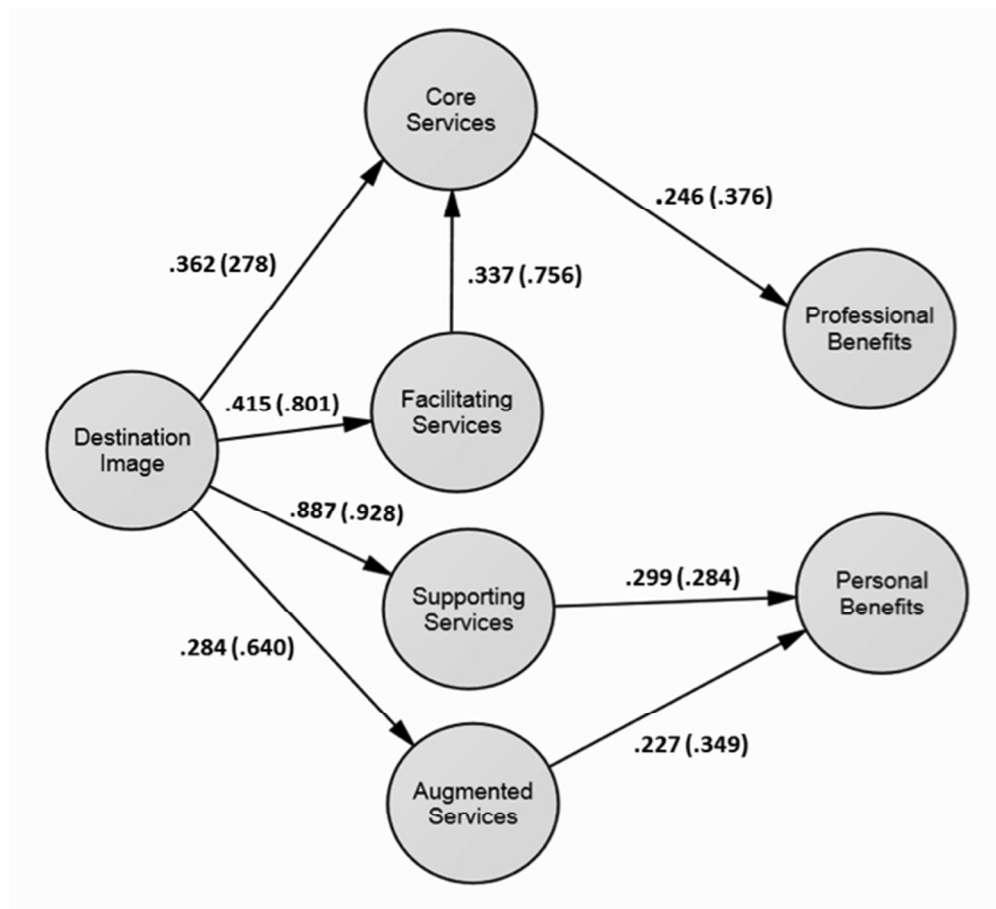 Core
Services
.246 (.376)
.362 (278)
.337 (.756)
Professional
Benefits
.415 (.801)
Facilitating
Services
Destination
Image
.887 (.928)
.299 (.284)
Personal
Benefits
Supporting
Services
.284 (.640)
.227 (.349)
Augmented
Services